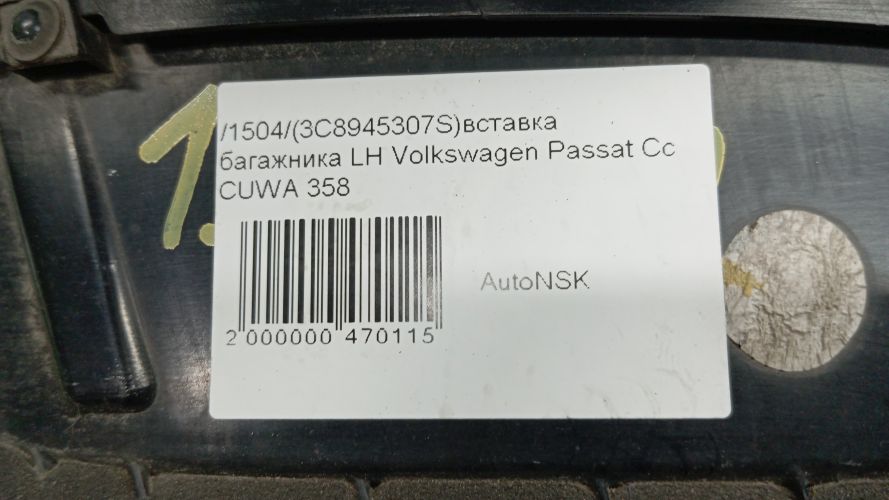 /1504/(3C8945307S)вставка
багажника LH Volkswagen Passat Cc
CUWA 358
AutoNSK
2 000000 470115